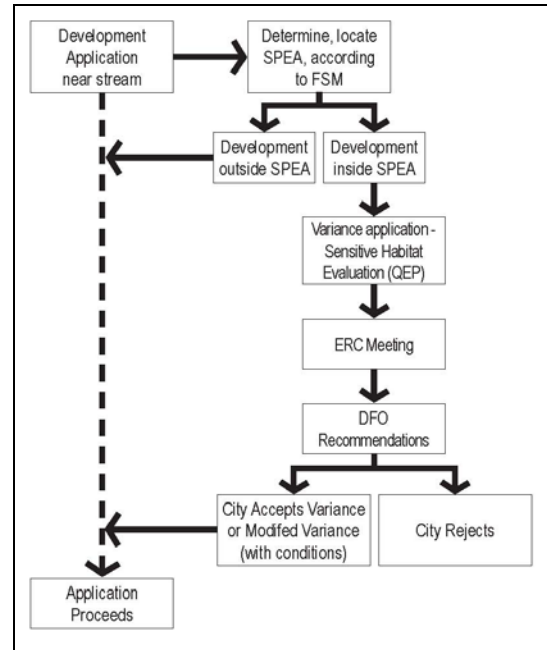 Development
Application
near stream
Determine, locate
SPEA, according
to FSM
Development
outside SPEA
Development
inside SPEA
Variance application -
Sensitive Habitat
Evaluation (QEP)
ERC Meeting
DFO
Recommendations
City Accepts Variance
or Modifed Variance
(with conditions)
City Rejects
Application
Proceeds